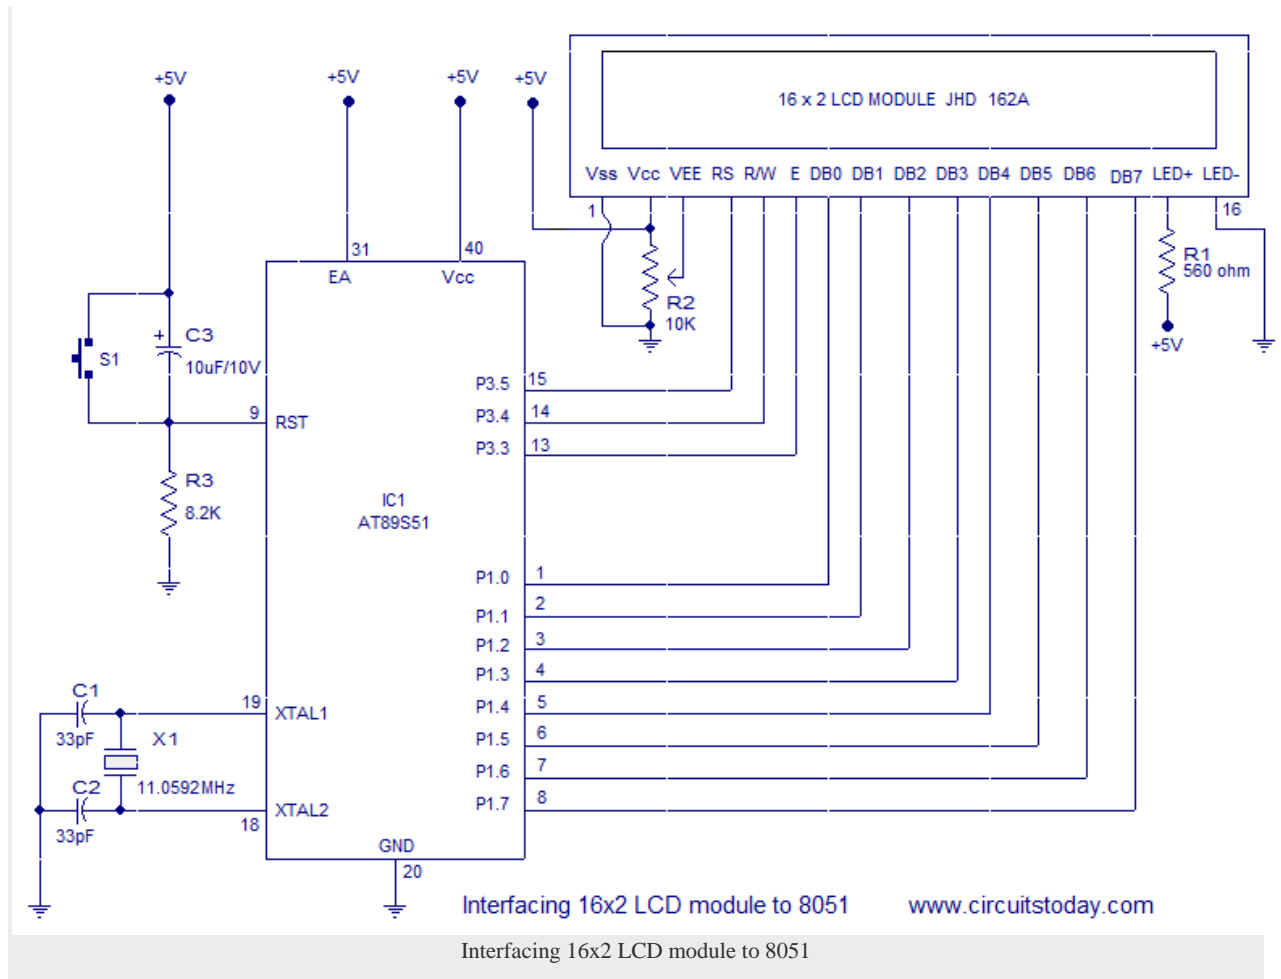 +5V +5V +5V +5V
16 x 2 LCD MODULE JHD 162A
Vss Vcc VEE RS R/W E DB0 DB1 DB2 DB3 DB4 DB5 DB6 DB7 LED+ LED-
1 16
31 40
EA Vcc
R1
560 ohm
+5V
R2
10K
+ C3
10uF/10V
S1
9 RST
R3
8.2K
P3.5 15
P3.4 14
P3.3 13
IC1
AT89S51
P1.0 1
P1.1 2
P1.2 3
P1.3 4
P1.4 5
P1.5 6
P1.6 7
P1.7 8
C1
33pF
19 XTAL1
X1
11.0592MHz
C2
33pF
18 XTAL2
GND
20
Interfacing 16x2 LCD module to 8051 www.circuitstoday.com
Interfacing 16x2 LCD module to 8051